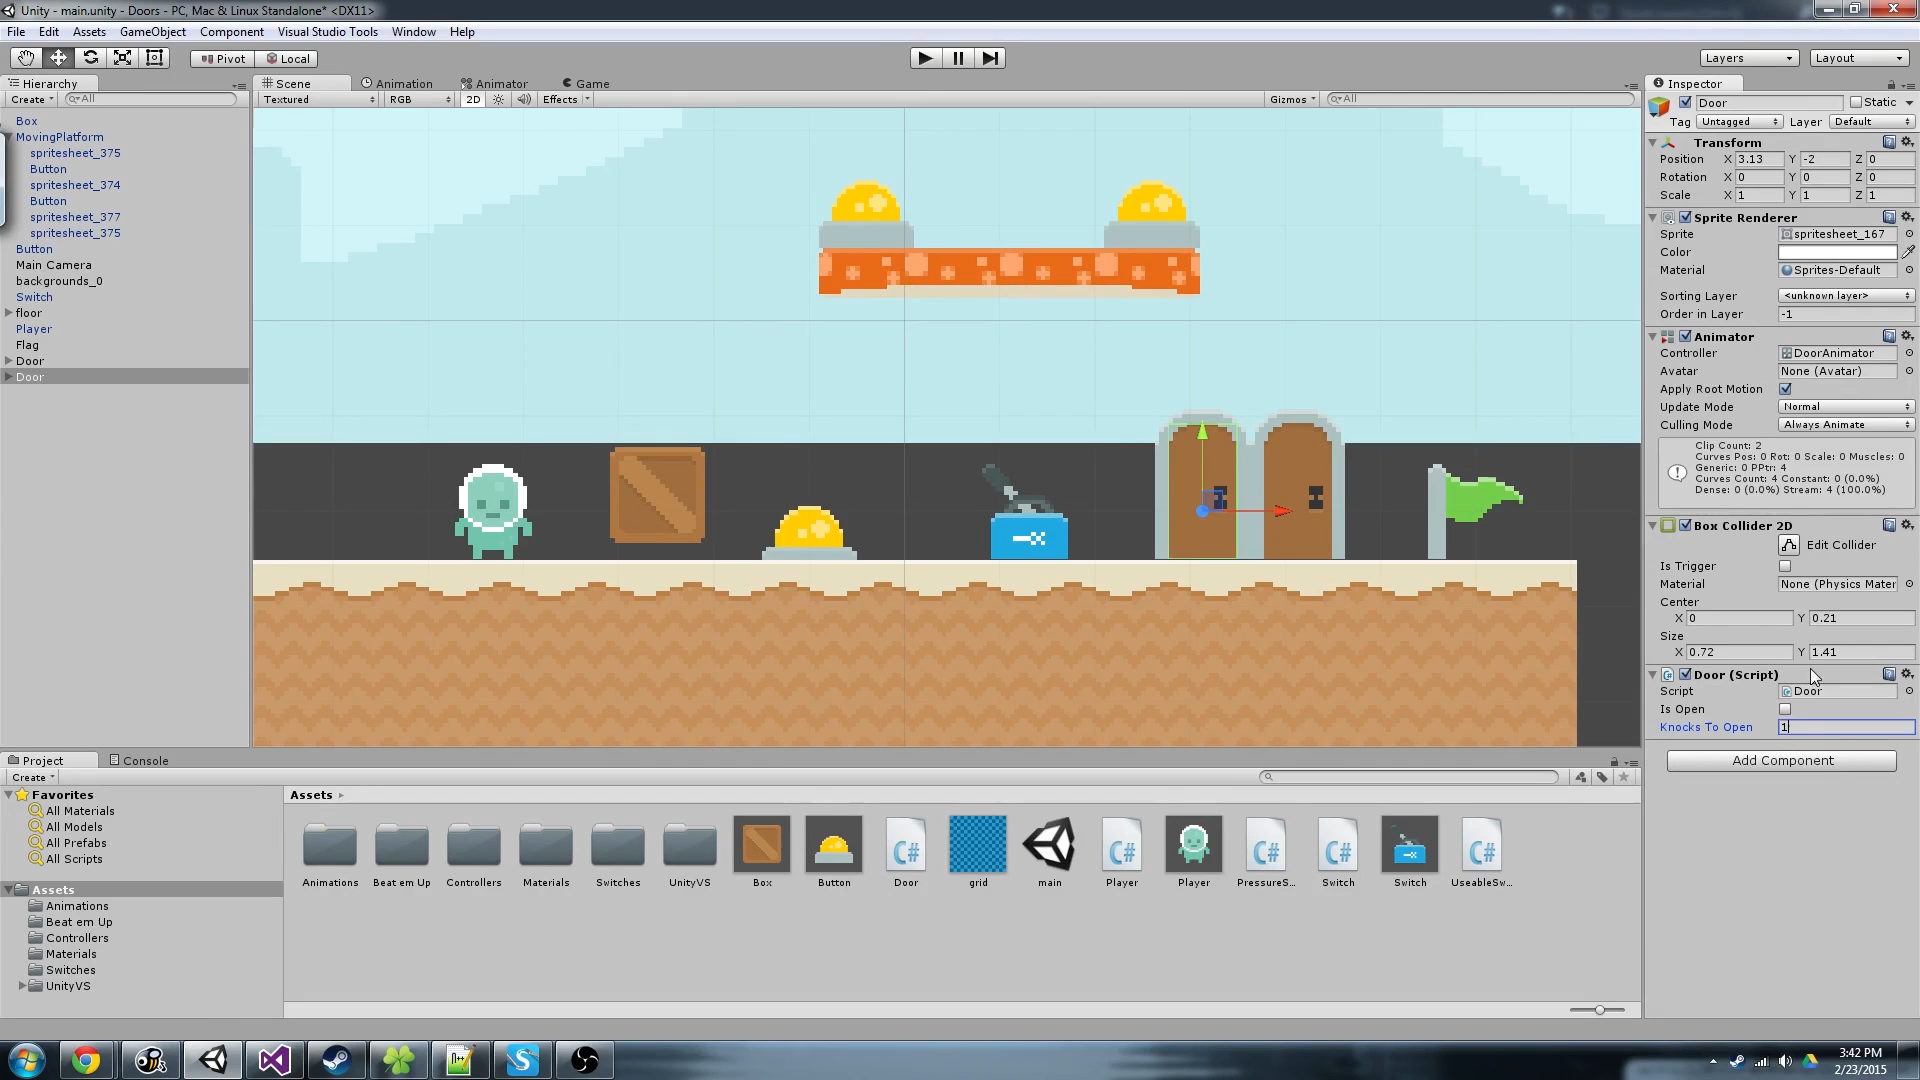 Unity - main.unity - Doors - PC, Mac & Linux Standalone* <DX11>
File Edit Assets GameObject Component Visual Studio Tools Window Help
Pivot Local Layers Layout
Hierarchy
Create All
Box
MovingPlatform
spritesheet_375
Button
spritesheet_374
Button
spritesheet_377
spritesheet_375
Button
Main Camera
backgrounds_0
Switch
floor
Player
Flag
Door
Door
Scene Animation Animator Game
Textured RGB 2D Effects Gizmos All
Inspector
Door Static
Tag Untagged Layer Default
Transform
Position X 3.13 Y -2 Z 0
Rotation X 0 Y 0 Z 0
Scale X 1 Y 1 Z 1
Sprite Renderer
Sprite spritesheet_167
Color
Material Sprites-Default
Sorting Layer <unknown layer>
Order in Layer -1
Animator
Controller DoorAnimator
Avatar None (Avatar)
Apply Root Motion
Update Mode Normal
Culling Mode Always Animate
Clip Count: 2
Curves Pos: 0 Rot: 0 Scale: 0 Muscles: 0
Generic: 0 PPtr: 4
Curves Count: 4 Constant: 0 (0.0%)
Dense: 0 (0.0%) Stream: 4 (100.0%)
Box Collider 2D
Edit Collider
Is Trigger
Material None (Physics Mater
Center
X 0 Y 0.21
Size
X 0.72 Y 1.41
Door (Script)
Script Door
Is Open
Knocks To Open 1
Add Component
Project Console
Create
Favorites
All Materials
All Models
All Prefabs
All Scripts
Assets
Animations
Beat em Up
Controllers
Materials
Switches
UnityVS
Assets
C# C# C# C# C#
Animations Beat em Up Controllers Materials Switches UnityVS Box Button Door grid main Player Player PressureS... Switch Switch UseableSw...
3:42 PM
2/23/2015